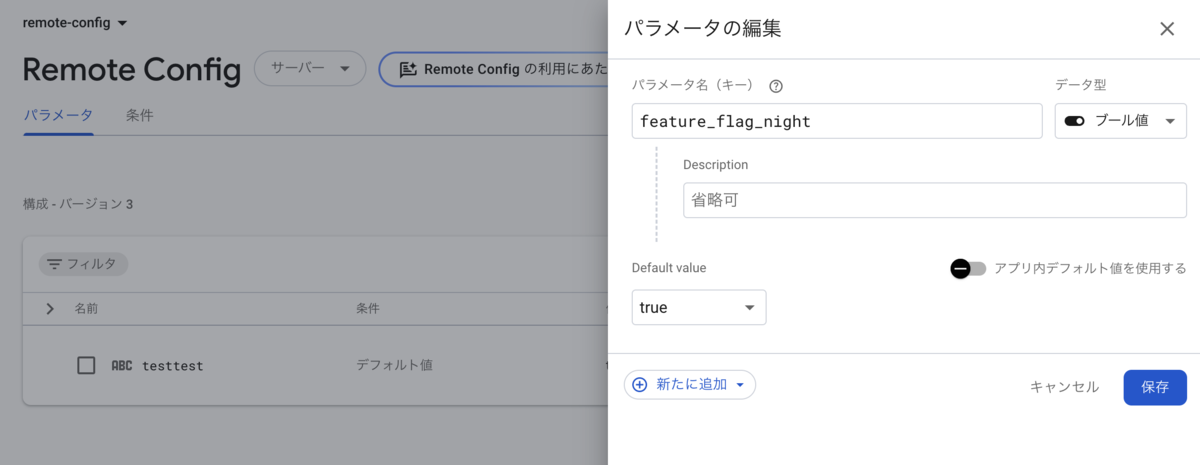 remote-config
Remote Config
サーバー
Remote Config の利用にあた
パラメータ
条件
構成 - バージョン 3
フィルタ
名前
条件
ABC testtest
デフォルト値
パラメータの編集
パラメータ名（キー）
データ型
feature_flag_night
ブール値
Description
省略可
Default value
アプリ内デフォルト値を使用する
true
新たに追加
キャンセル
保存